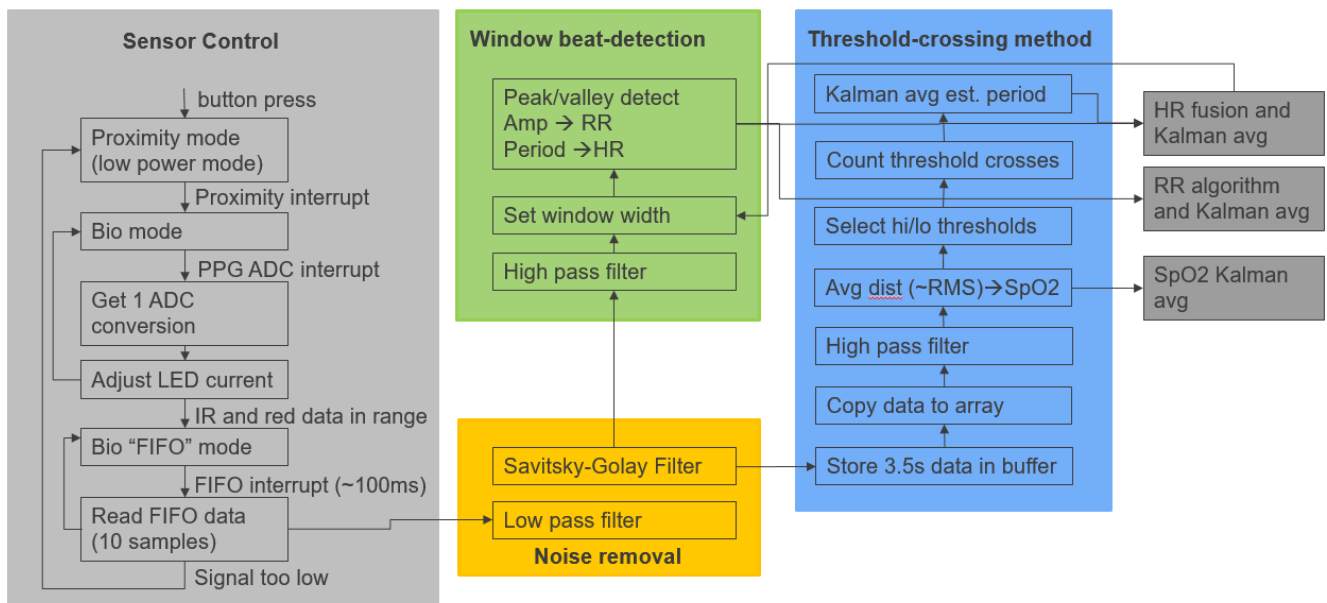 Sensor Control
button press
Proximity mode
(low power mode)
Proximity interrupt
Bio mode
PPG ADC interrupt
Get 1 ADC
conversion
Adjust LED current
IR and red data in range
Bio “FIFO” mode
FIFO interrupt (~100ms)
Read FIFO data
(10 samples)
Signal too low
Window beat-detection
Peak/valley detect
Amp → RR
Period →HR
Set window width
High pass filter
Savitsky-Golay Filter
Low pass filter
Noise removal
Threshold-crossing method
Kalman avg est. period
Count threshold crosses
Select hi/lo thresholds
Avg dist (~RMS)→SpO2
High pass filter
Copy data to array
Store 3.5s data in buffer
HR fusion and
Kalman avg
RR algorithm
and Kalman avg
SpO2 Kalman
avg